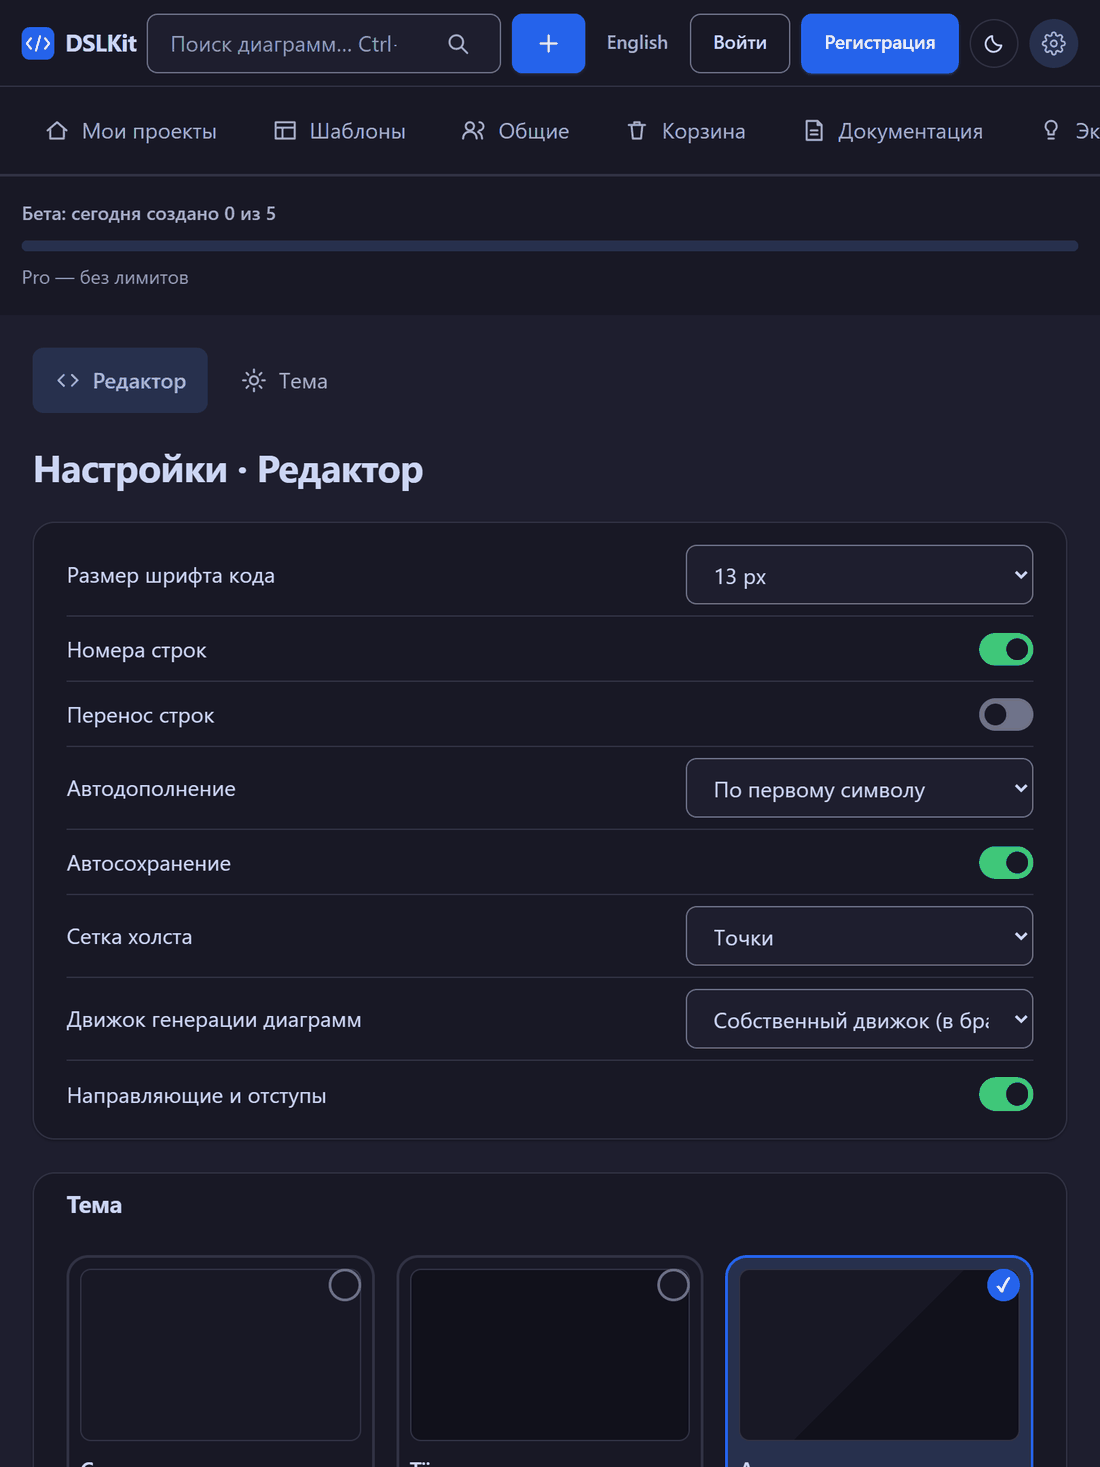 DSLKit
Поиск диаграмм... Ctrl
English
Войти
Регистрация
Мои проекты
Шаблоны
Общие
Корзина
Документация
Эк
Бета: сегодня создано 0 из 5
Pro — без лимитов
Редактор
Тема
Настройки · Редактор
Размер шрифта кода
13 px
Номера строк
Перенос строк
Автодополнение
По первому символу
Автосохранение
Сетка холста
Точки
Движок генерации диаграмм
Собственный движок (в бра
Направляющие и отступы
Тема